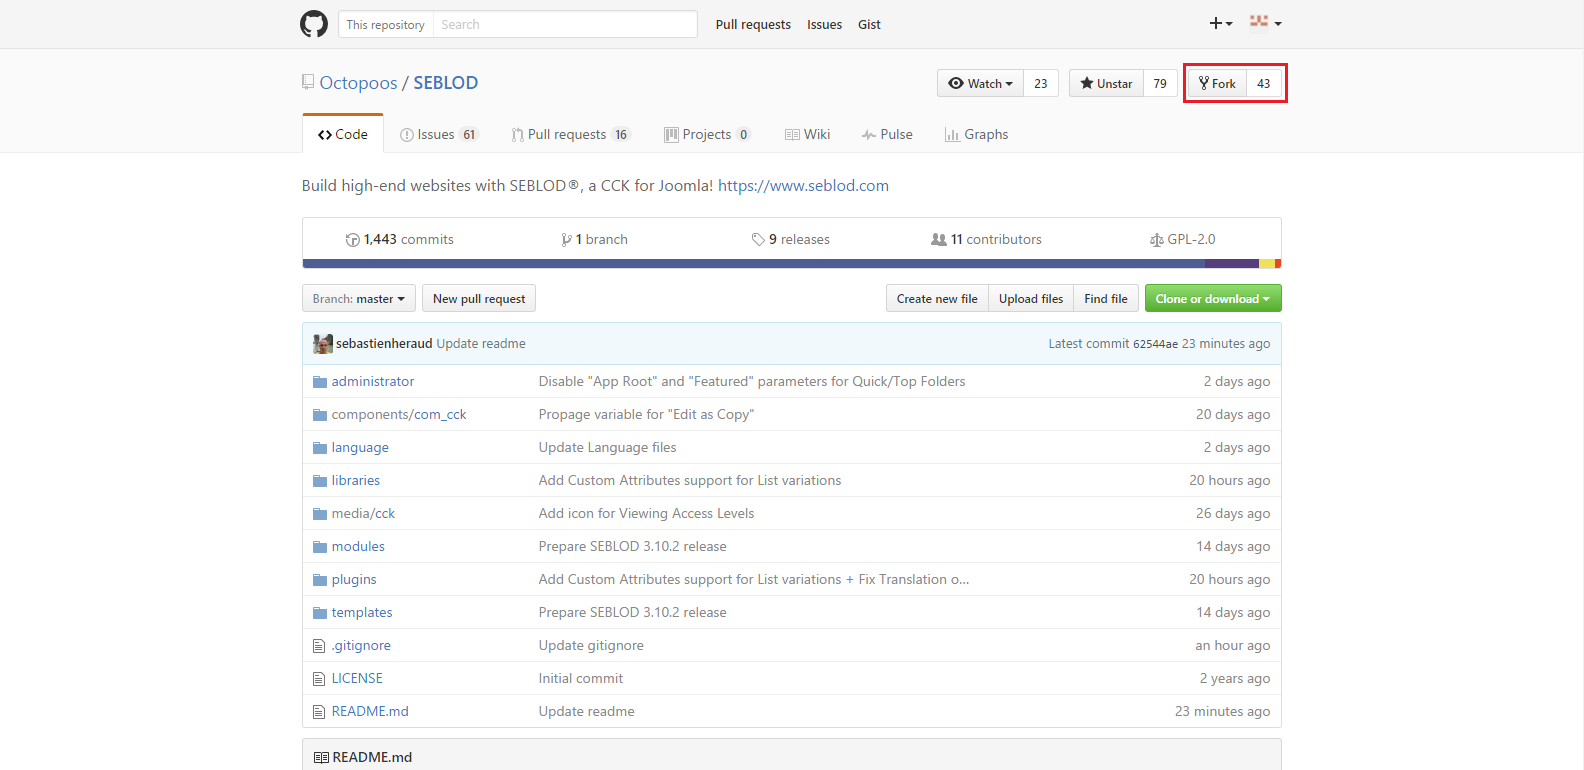 This repository Search Pull requests Issues Gist
Octopoos / SEBLOD Watch 23 Unstar 79 Fork 43
Code Issues 61 Pull requests 16 Projects 0 Wiki Pulse Graphs
Build high-end websites with SEBLOD®, a CCK for Joomla! https://www.seblod.com
1,443 commits 1 branch 9 releases 11 contributors GPL-2.0
Branch: master New pull request Create new file Upload files Find file Clone or download
sebastienheraud Update readme Latest commit 62544ae 23 minutes ago
administrator Disable "App Root" and "Featured" parameters for Quick/Top Folders 2 days ago
components/com_cck Propage variable for "Edit as Copy" 20 days ago
language Update Language files 2 days ago
libraries Add Custom Attributes support for List variations 20 hours ago
media/cck Add icon for Viewing Access Levels 26 days ago
modules Prepare SEBLOD 3.10.2 release 14 days ago
plugins Add Custom Attributes support for List variations + Fix Translation o... 20 hours ago
templates Prepare SEBLOD 3.10.2 release 14 days ago
.gitignore Update gitignore an hour ago
LICENSE Initial commit 2 years ago
README.md Update readme 23 minutes ago
README.md